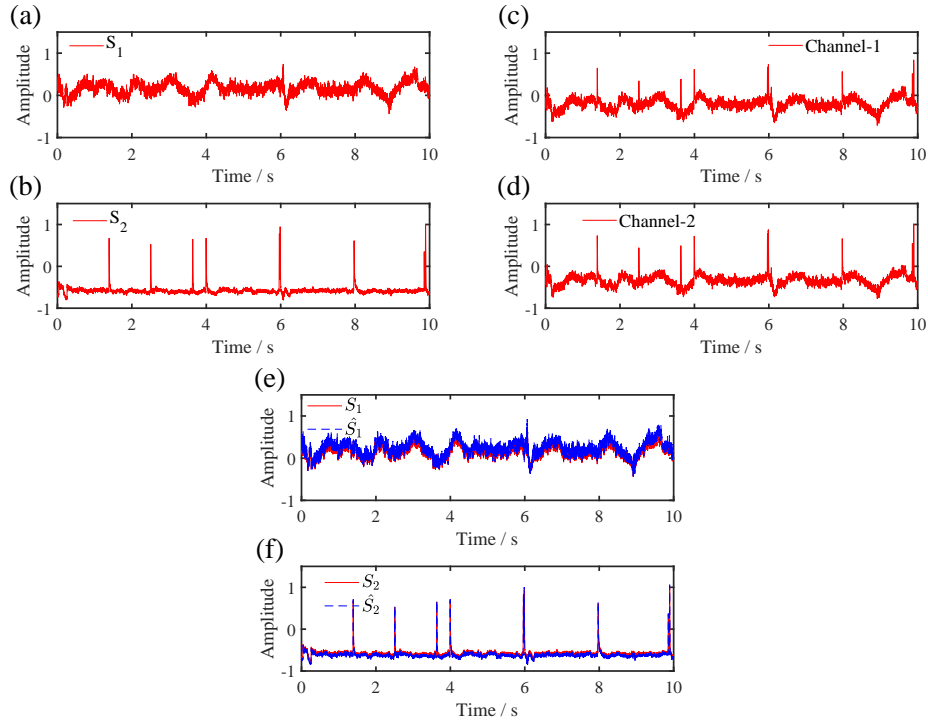 (a)
S1
Amplitude
1
0
-1
0 2 4 6 8 10
Time / s
(b)
S2
Amplitude
1
0
-1
0 2 4 6 8 10
Time / s
(c)
Channel-1
Amplitude
1
0
-1
0 2 4 6 8 10
Time / s
(d)
Channel-2
Amplitude
1
0
-1
0 2 4 6 8 10
Time / s
(e)
S1
Ŝ1
Amplitude
1
0
-1
0 2 4 6 8 10
Time / s
(f)
S2
Ŝ2
Amplitude
1
0
-1
0 2 4 6 8 10
Time / s